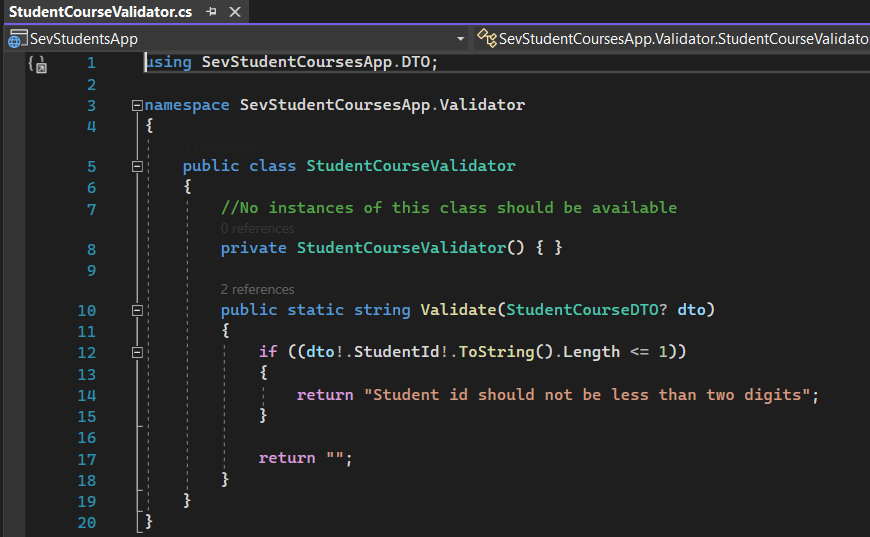 StudentCourseValidator.cs
SevStudentsApp SevStudentCoursesApp.Validator.StudentCourseValidato
1 using SevStudentCoursesApp.DTO;
2
3 namespace SevStudentCoursesApp.Validator
4 {
5 public class StudentCourseValidator
6 {
7 //No instances of this class should be available
0 references
8 private StudentCourseValidator() { }
9
2 references
10 public static string Validate(StudentCourseDTO? dto)
11 {
12 if ((dto!.StudentId!.ToString().Length <= 1))
13 {
14 return "Student id should not be less than two digits";
15 }
16
17 return "";
18 }
19 }
20 }